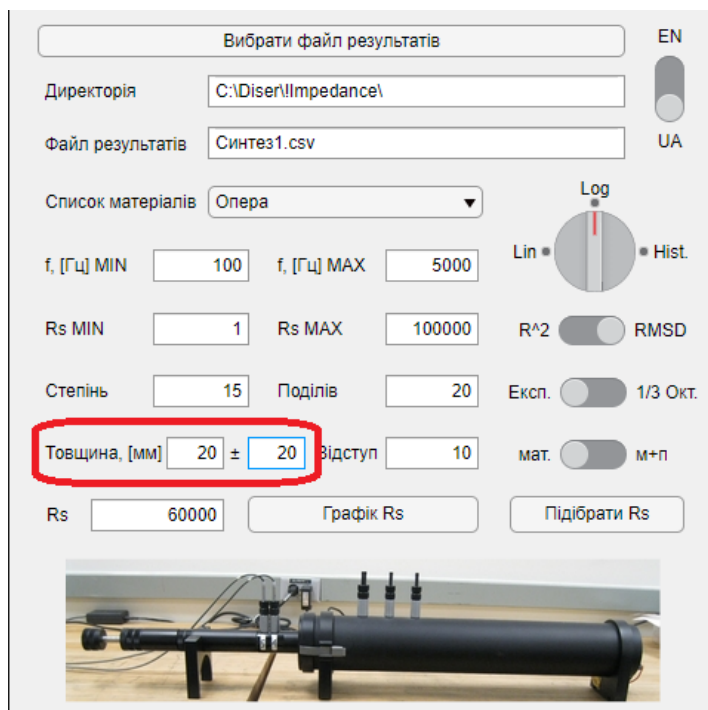 Вибрати файл результатів
EN
Директорія C:\Diser\!Impedance\
Файл результатів Синтез1.csv
UA
Список матеріалів Опера
Log
Lin Hist.
f, [Гц] MIN 100 f, [Гц] MAX 5000
Rs MIN 1 Rs MAX 100000
R^2 RMSD
Степінь 15 Поділів 20
Експ. 1/3 Окт.
Товщина, [мм] 20 ± 20 Відступ 10
мат. м+п
Rs 60000 Графік Rs Підібрати Rs